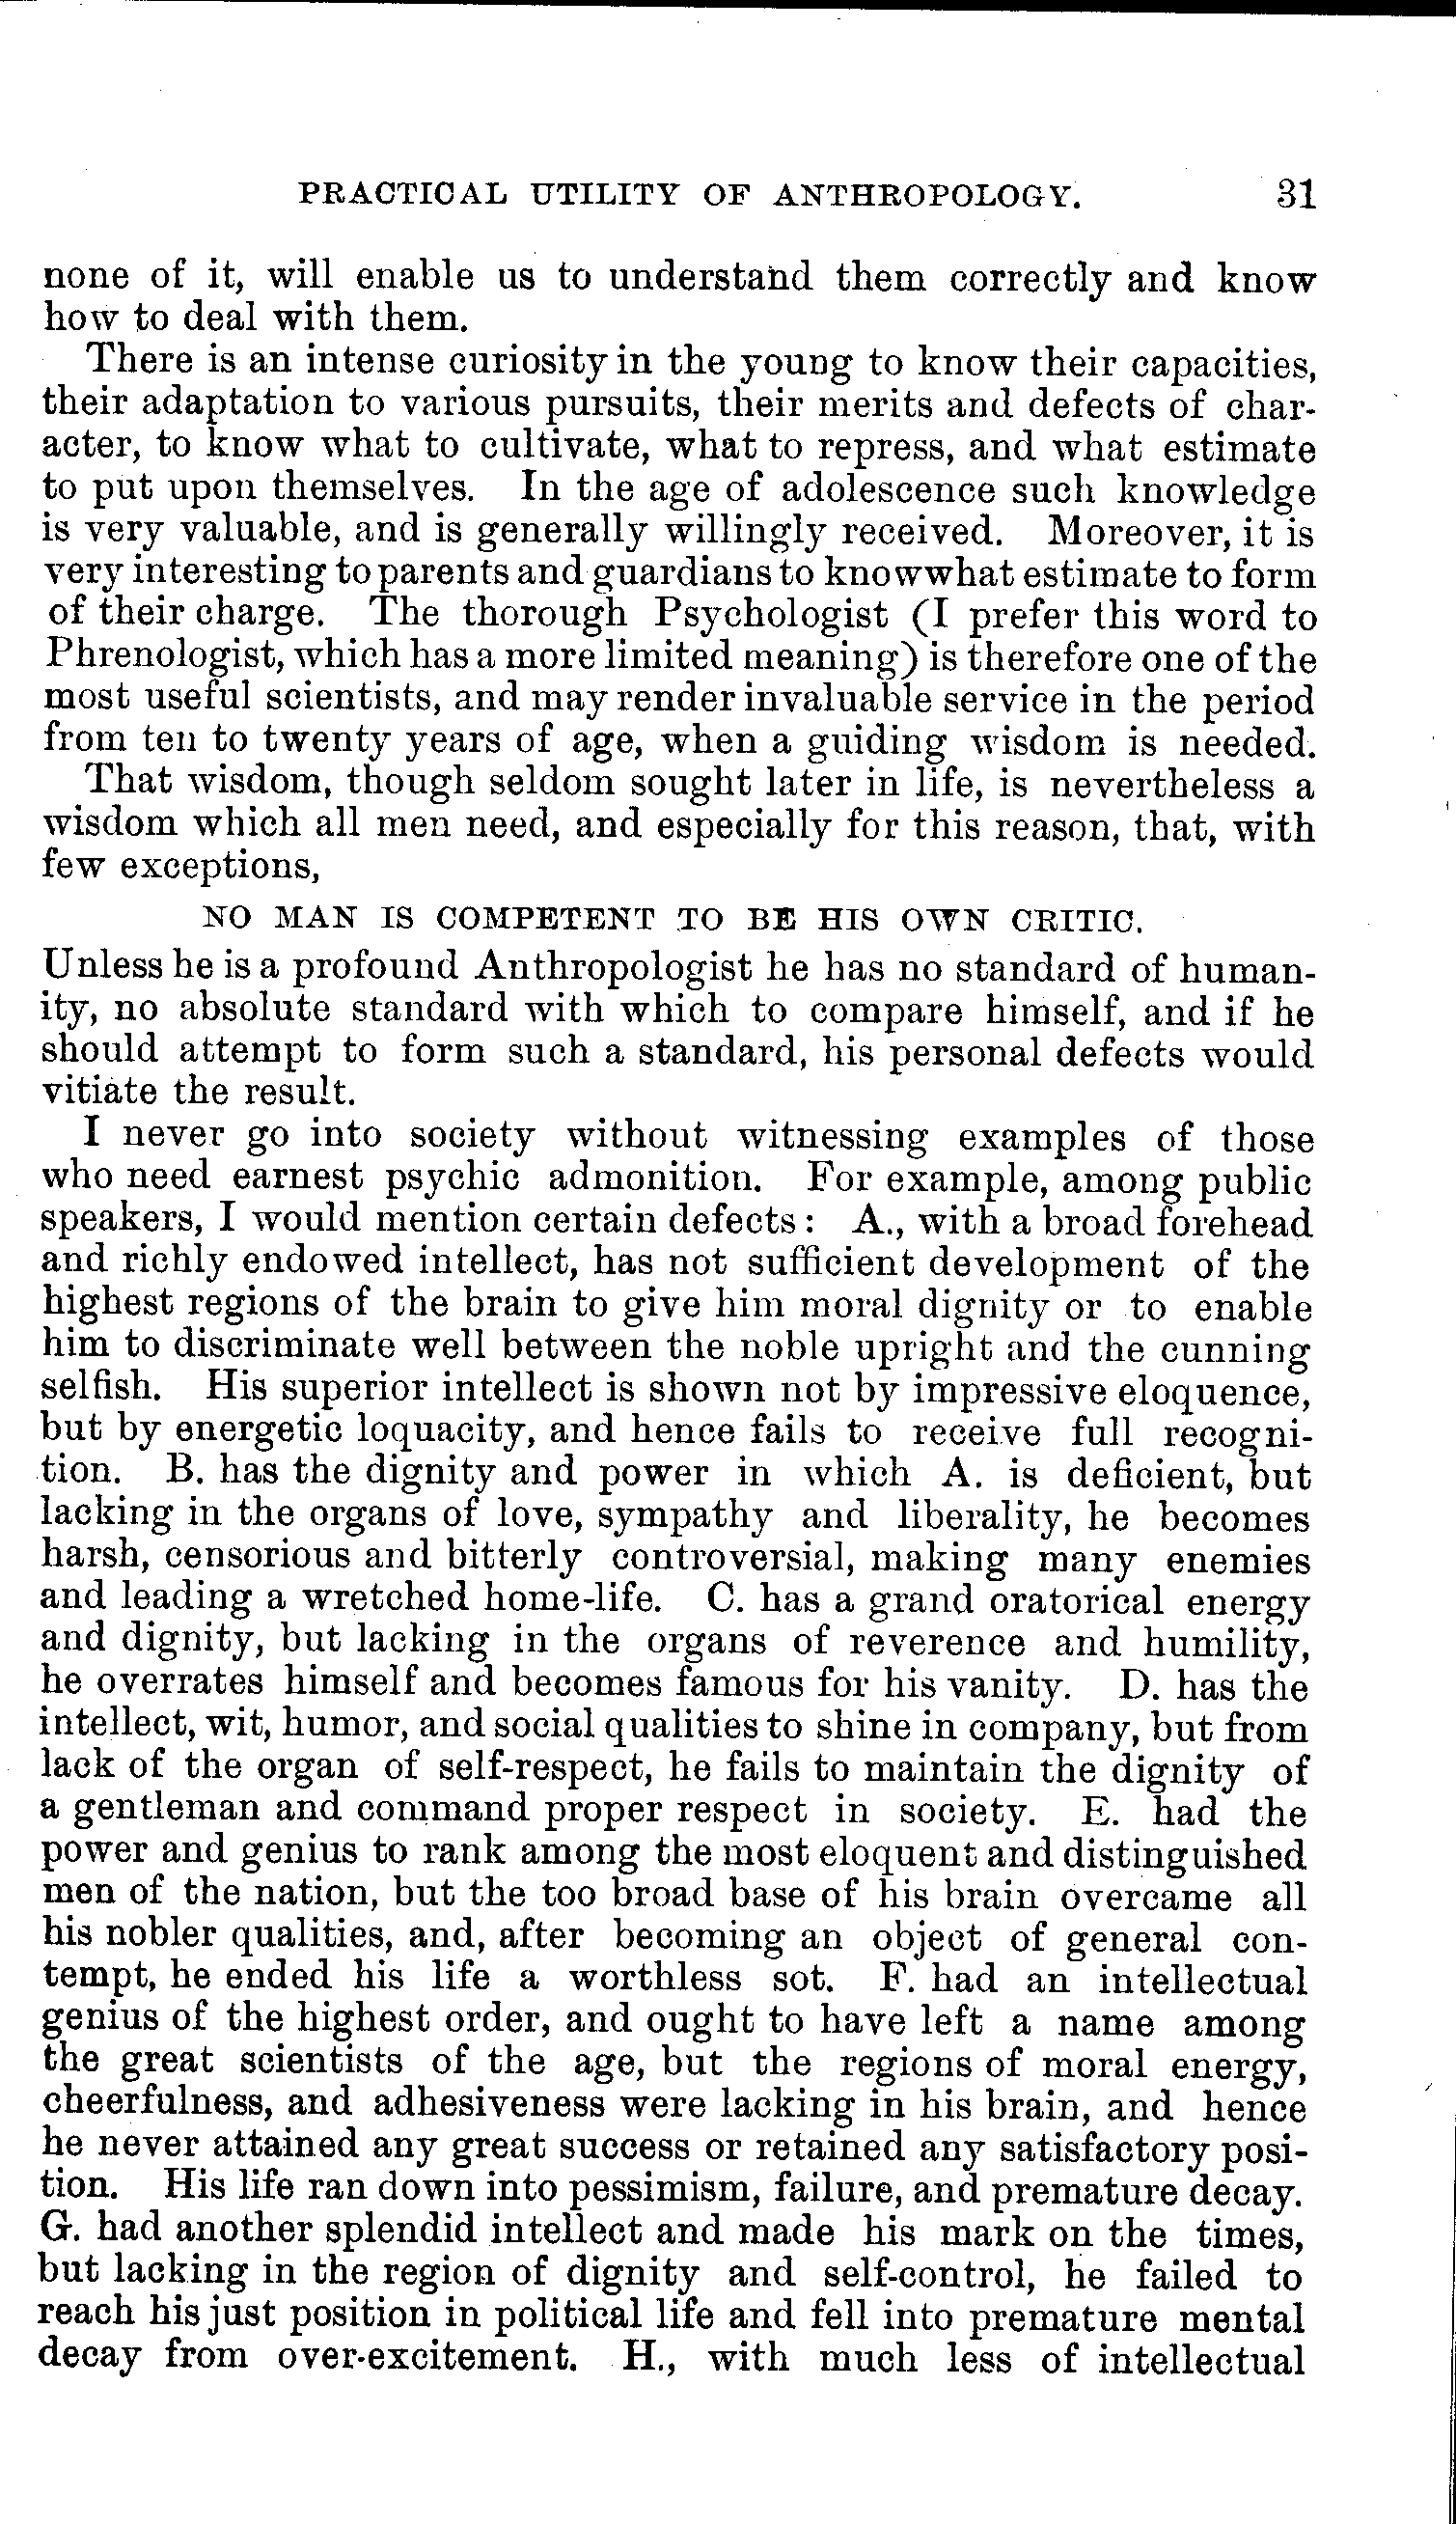 PRACTICAL UTILITY OF ANTHROPOLOGY. 31
none of it, will enable us to understand them correctly and know
how to deal with them.
There is an intense curiosity in the young to know their capacities,
their adaptation to various pursuits, their merits and defects of char-
acter, to know what to cultivate, what to repress, and what estimate
to put upon themselves. In the age of adolescence such knowledge
is very valuable, and is generally willingly received. Moreover, it is
very interesting to parents and guardians to know what estimate to form
of their charge. The thorough Psychologist (I prefer this word to
Phrenologist, which has a more limited meaning) is therefore one of the
most useful scientists, and may render invaluable service in the period
from ten to twenty years of age, when a guiding wisdom is needed.
That wisdom, though seldom sought later in life, is nevertheless a
wisdom which all men need, and especially for this reason, that, with
few exceptions,
NO MAN IS COMPETENT TO BE HIS OWN CRITIC.
Unless he is a profound Anthropologist he has no standard of human-
ity, no absolute standard with which to compare himself, and if he
should attempt to form such a standard, his personal defects would
vitiate the result.
I never go into society without witnessing examples of those
who need earnest psychic admonition. For example, among public
speakers, I would mention certain defects: A., with a broad forehead
and richly endowed intellect, has not sufficient development of the
highest regions of the brain to give him moral dignity or to enable
him to discriminate well between the noble upright and the cunning
selfish. His superior intellect is shown not by impressive eloquence,
but by energetic loquacity, and hence fails to receive full recogni-
tion. B. has the dignity and power in which A. is deficient, but
lacking in the organs of love, sympathy and liberality, he becomes
harsh, censorious and bitterly controversial, making many enemies
and leading a wretched home-life. C. has a grand oratorical energy
and dignity, but lacking in the organs of reverence and humility,
he overrates himself and becomes famous for his vanity. D. has the
intellect, wit, humor, and social qualities to shine in company, but from
lack of the organ of self-respect, he fails to maintain the dignity of
a gentleman and command proper respect in society. E. had the
power and genius to rank among the most eloquent and distinguished
men of the nation, but the too broad base of his brain overcame all
his nobler qualities, and, after becoming an object of general con-
tempt, he ended his life a worthless sot. F. had an intellectual
genius of the highest order, and ought to have left a name among
the great scientists of the age, but the regions of moral energy,
cheerfulness, and adhesiveness were lacking in his brain, and hence
he never attained any great success or retained any satisfactory posi-
tion. His life ran down into pessimism, failure, and premature decay.
G. had another splendid intellect and made his mark on the times,
but lacking in the region of dignity and self-control, he failed to
reach his just position in political life and fell into premature mental
decay from over-excitement. H., with much less of intellectual